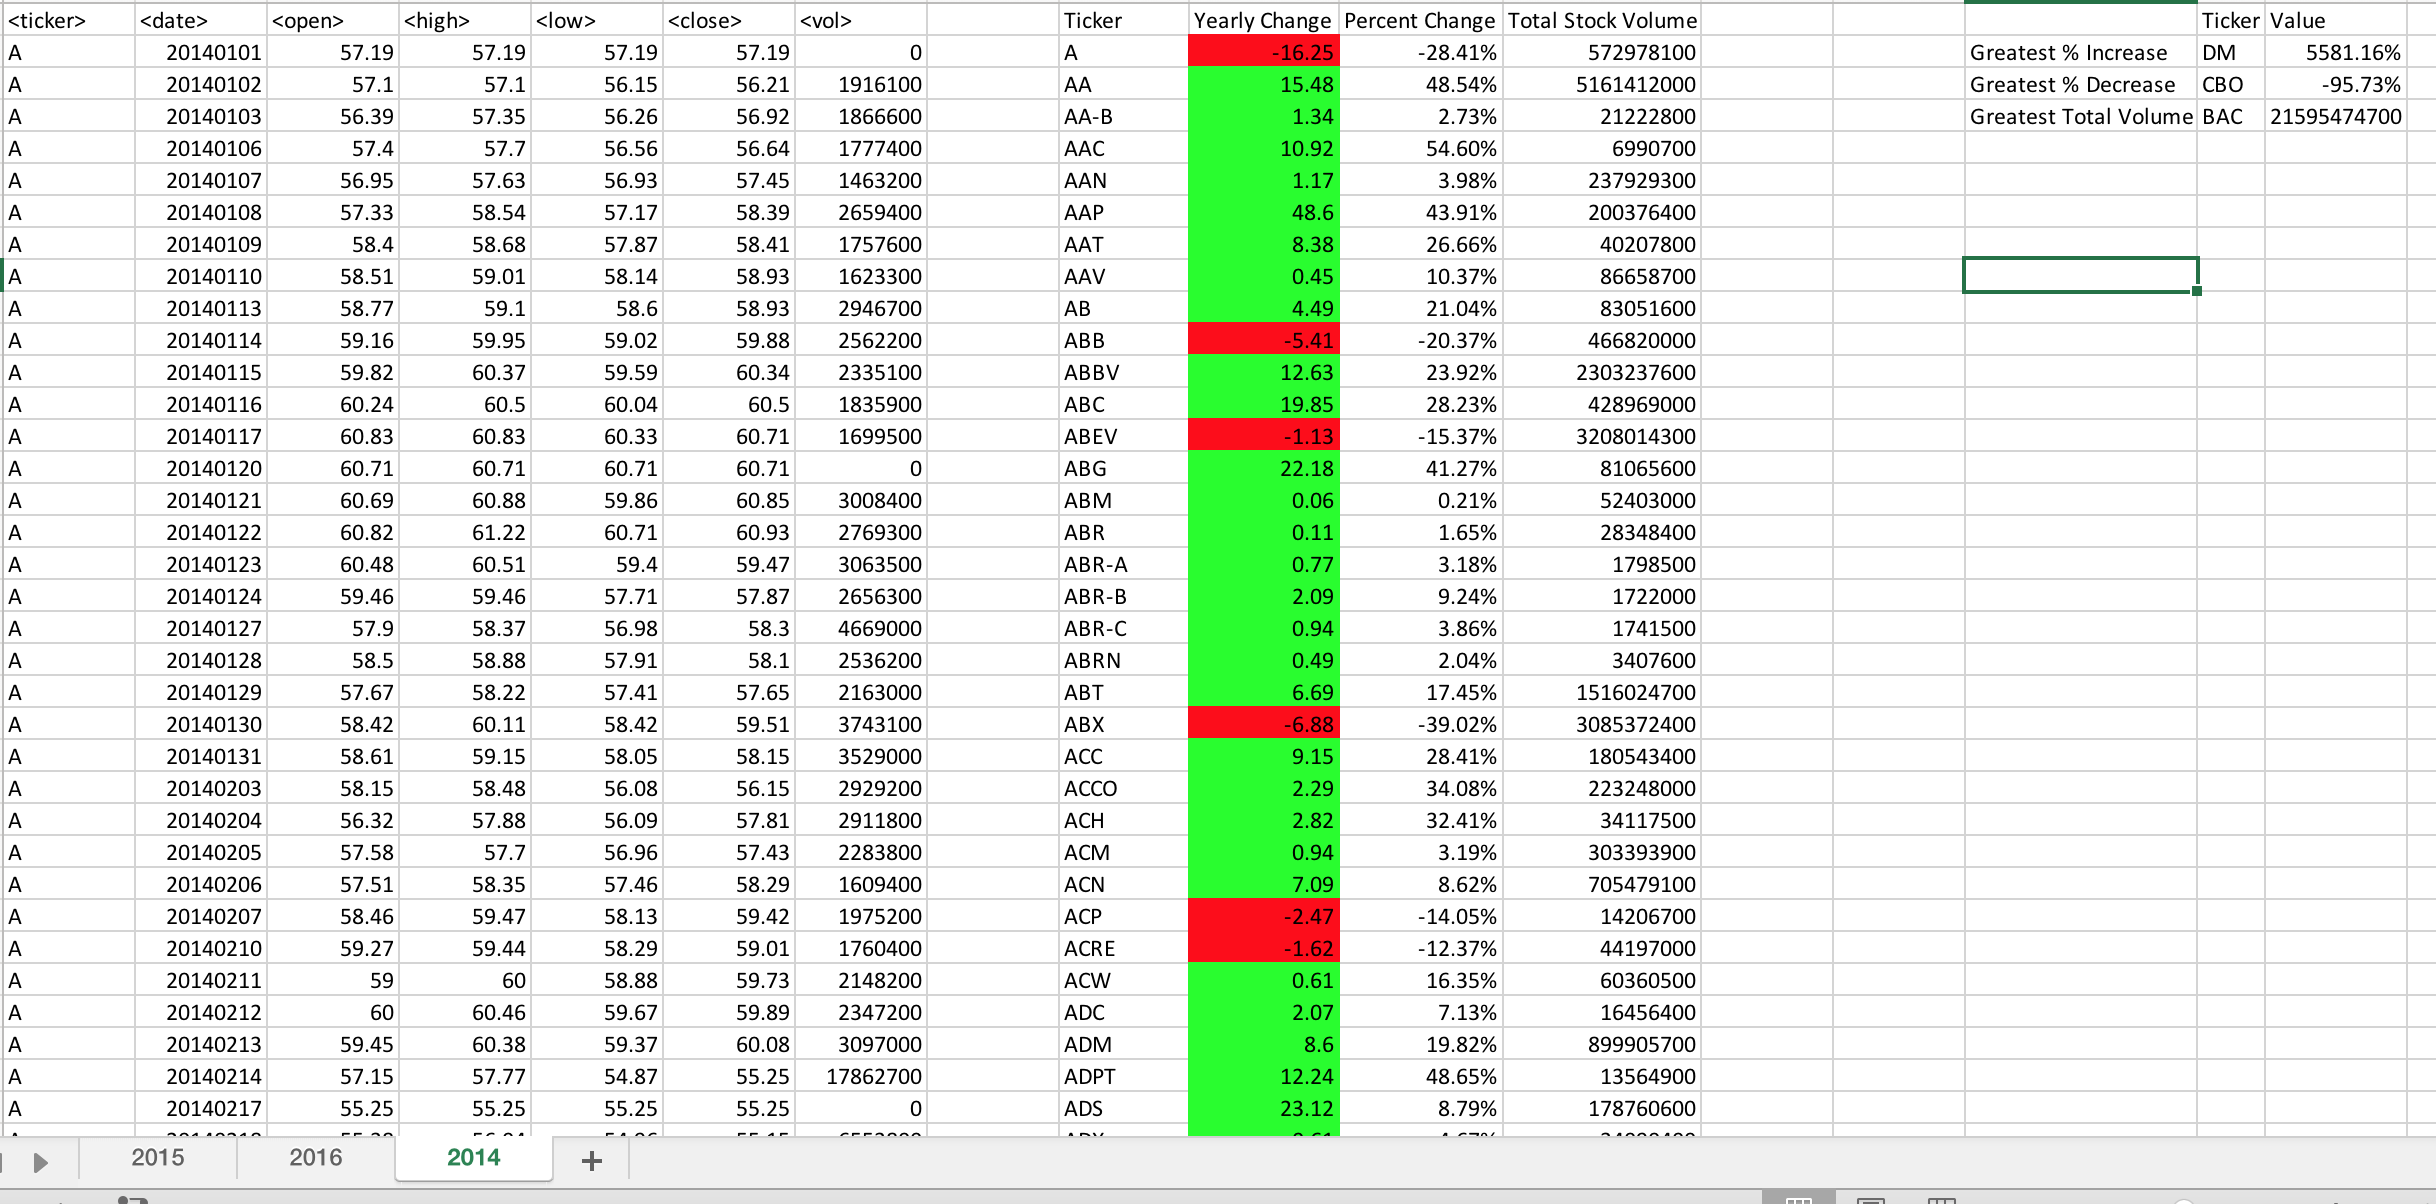 <ticker> <date> <open> <high> <low> <close> <vol> Ticker Yearly Change Percent Change Total Stock Volume Ticker Value
A 20140101 57.19 57.19 57.19 57.19 0 A -16.25 -28.41% 572978100 Greatest % Increase DM 5581.16%
A 20140102 57.1 57.1 56.15 56.21 1916100 AA 15.48 48.54% 5161412000 Greatest % Decrease CBO -95.73%
A 20140103 56.39 57.35 56.26 56.92 1866600 AA-B 1.34 2.73% 21222800 Greatest Total Volume BAC 21595474700
A 20140106 57.4 57.7 56.56 56.64 1777400 AAC 10.92 54.60% 6990700
A 20140107 56.95 57.63 56.93 57.45 1463200 AAN 1.17 3.98% 237929300
A 20140108 57.33 58.54 57.17 58.39 2659400 AAP 48.6 43.91% 200376400
A 20140109 58.4 58.68 57.87 58.41 1757600 AAT 8.38 26.66% 40207800
A 20140110 58.51 59.01 58.14 58.93 1623300 AAV 0.45 10.37% 86658700
A 20140113 58.77 59.1 58.6 58.93 2946700 AB 4.49 21.04% 83051600
A 20140114 59.16 59.95 59.02 59.88 2562200 ABB -5.41 -20.37% 466820000
A 20140115 59.82 60.37 59.59 60.34 2335100 ABBV 12.63 23.92% 2303237600
A 20140116 60.24 60.5 60.04 60.5 1835900 ABC 19.85 28.23% 428969000
A 20140117 60.83 60.83 60.33 60.71 1699500 ABEV -1.13 -15.37% 3208014300
A 20140120 60.71 60.71 60.71 60.71 0 ABG 22.18 41.27% 81065600
A 20140121 60.69 60.88 59.86 60.85 3008400 ABM 0.06 0.21% 52403000
A 20140122 60.82 61.22 60.71 60.93 2769300 ABR 0.11 1.65% 28348400
A 20140123 60.48 60.51 59.4 59.47 3063500 ABR-A 0.77 3.18% 1798500
A 20140124 59.46 59.46 57.71 57.87 2656300 ABR-B 2.09 9.24% 1722000
A 20140127 57.9 58.37 56.98 58.3 4669000 ABR-C 0.94 3.86% 1741500
A 20140128 58.5 58.88 57.91 58.1 2536200 ABRN 0.49 2.04% 3407600
A 20140129 57.67 58.22 57.41 57.65 2163000 ABT 6.69 17.45% 1516024700
A 20140130 58.42 60.11 58.42 59.51 3743100 ABX -6.88 -39.02% 3085372400
A 20140131 58.61 59.15 58.05 58.15 3529000 ACC 9.15 28.41% 180543400
A 20140203 58.15 58.48 56.08 56.15 2929200 ACCO 2.29 34.08% 223248000
A 20140204 56.32 57.88 56.09 57.81 2911800 ACH 2.82 32.41% 34117500
A 20140205 57.58 57.7 56.96 57.43 2283800 ACM 0.94 3.19% 303393900
A 20140206 57.51 58.35 57.46 58.29 1609400 ACN 7.09 8.62% 705479100
A 20140207 58.46 59.47 58.13 59.42 1975200 ACP -2.47 -14.05% 14206700
A 20140210 59.27 59.44 58.29 59.01 1760400 ACRE -1.62 -12.37% 44197000
A 20140211 59 60 58.88 59.73 2148200 ACW 0.61 16.35% 60360500
A 20140212 60 60.46 59.67 59.89 2347200 ADC 2.07 7.13% 16456400
A 20140213 59.45 60.38 59.37 60.08 3097000 ADM 8.6 19.82% 899905700
A 20140214 57.15 57.77 54.87 55.25 17862700 ADPT 12.24 48.65% 13564900
A 20140217 55.25 55.25 55.25 55.25 0 ADS 23.12 8.79% 178760600
2015 2016 2014 +